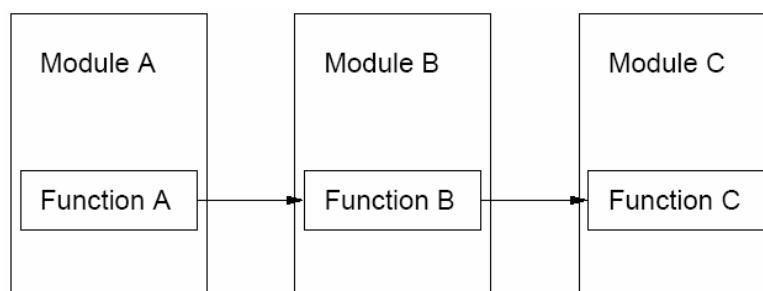 Module A
Module B
Module C
Function A
Function B
Function C